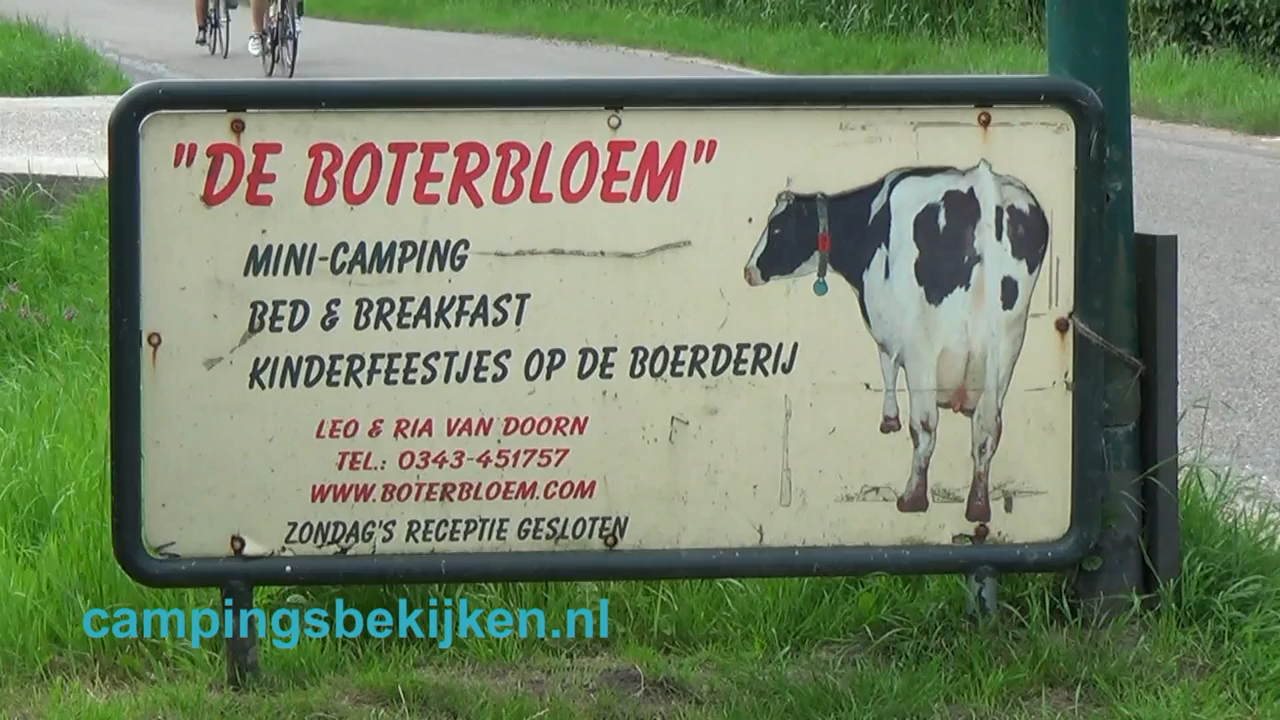 "DE BOTERBLOEM"
MINI-CAMPING
BED & BREAKFAST
KINDERFEESTJES OP DE BOERDERIJ
LEO & RIA VAN DOORN
TEL.: 0343-451757
WWW.BOTERBLOEM.COM
ZONDAG'S RECEPTIE GESLOTEN
campingsbekijken.nl